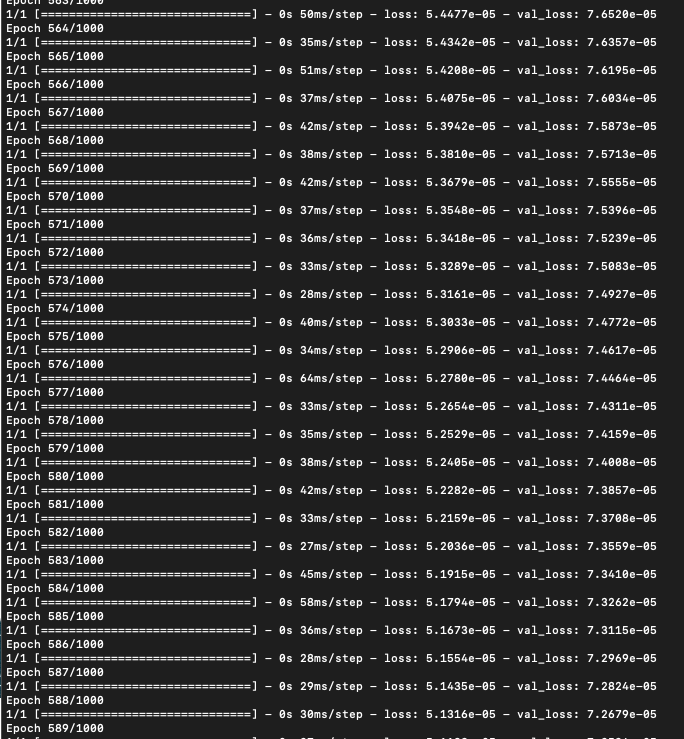 Epoch 563/1000
1/1 [==============================] - 0s 50ms/step - loss: 5.4477e-05 - val_loss: 7.6520e-05
Epoch 564/1000
1/1 [==============================] - 0s 35ms/step - loss: 5.4342e-05 - val_loss: 7.6357e-05
Epoch 565/1000
1/1 [==============================] - 0s 51ms/step - loss: 5.4208e-05 - val_loss: 7.6195e-05
Epoch 566/1000
1/1 [==============================] - 0s 37ms/step - loss: 5.4075e-05 - val_loss: 7.6034e-05
Epoch 567/1000
1/1 [==============================] - 0s 42ms/step - loss: 5.3942e-05 - val_loss: 7.5873e-05
Epoch 568/1000
1/1 [==============================] - 0s 38ms/step - loss: 5.3810e-05 - val_loss: 7.5713e-05
Epoch 569/1000
1/1 [==============================] - 0s 42ms/step - loss: 5.3679e-05 - val_loss: 7.5555e-05
Epoch 570/1000
1/1 [==============================] - 0s 37ms/step - loss: 5.3548e-05 - val_loss: 7.5396e-05
Epoch 571/1000
1/1 [==============================] - 0s 36ms/step - loss: 5.3418e-05 - val_loss: 7.5239e-05
Epoch 572/1000
1/1 [==============================] - 0s 33ms/step - loss: 5.3289e-05 - val_loss: 7.5083e-05
Epoch 573/1000
1/1 [==============================] - 0s 28ms/step - loss: 5.3161e-05 - val_loss: 7.4927e-05
Epoch 574/1000
1/1 [==============================] - 0s 40ms/step - loss: 5.3033e-05 - val_loss: 7.4772e-05
Epoch 575/1000
1/1 [==============================] - 0s 34ms/step - loss: 5.2906e-05 - val_loss: 7.4617e-05
Epoch 576/1000
1/1 [==============================] - 0s 64ms/step - loss: 5.2780e-05 - val_loss: 7.4464e-05
Epoch 577/1000
1/1 [==============================] - 0s 33ms/step - loss: 5.2654e-05 - val_loss: 7.4311e-05
Epoch 578/1000
1/1 [==============================] - 0s 35ms/step - loss: 5.2529e-05 - val_loss: 7.4159e-05
Epoch 579/1000
1/1 [==============================] - 0s 38ms/step - loss: 5.2405e-05 - val_loss: 7.4008e-05
Epoch 580/1000
1/1 [==============================] - 0s 42ms/step - loss: 5.2282e-05 - val_loss: 7.3857e-05
Epoch 581/1000
1/1 [==============================] - 0s 33ms/step - loss: 5.2159e-05 - val_loss: 7.3708e-05
Epoch 582/1000
1/1 [==============================] - 0s 27ms/step - loss: 5.2036e-05 - val_loss: 7.3559e-05
Epoch 583/1000
1/1 [==============================] - 0s 45ms/step - loss: 5.1915e-05 - val_loss: 7.3410e-05
Epoch 584/1000
1/1 [==============================] - 0s 58ms/step - loss: 5.1794e-05 - val_loss: 7.3262e-05
Epoch 585/1000
1/1 [==============================] - 0s 36ms/step - loss: 5.1673e-05 - val_loss: 7.3115e-05
Epoch 586/1000
1/1 [==============================] - 0s 28ms/step - loss: 5.1554e-05 - val_loss: 7.2969e-05
Epoch 587/1000
1/1 [==============================] - 0s 29ms/step - loss: 5.1435e-05 - val_loss: 7.2824e-05
Epoch 588/1000
1/1 [==============================] - 0s 30ms/step - loss: 5.1316e-05 - val_loss: 7.2679e-05
Epoch 589/1000